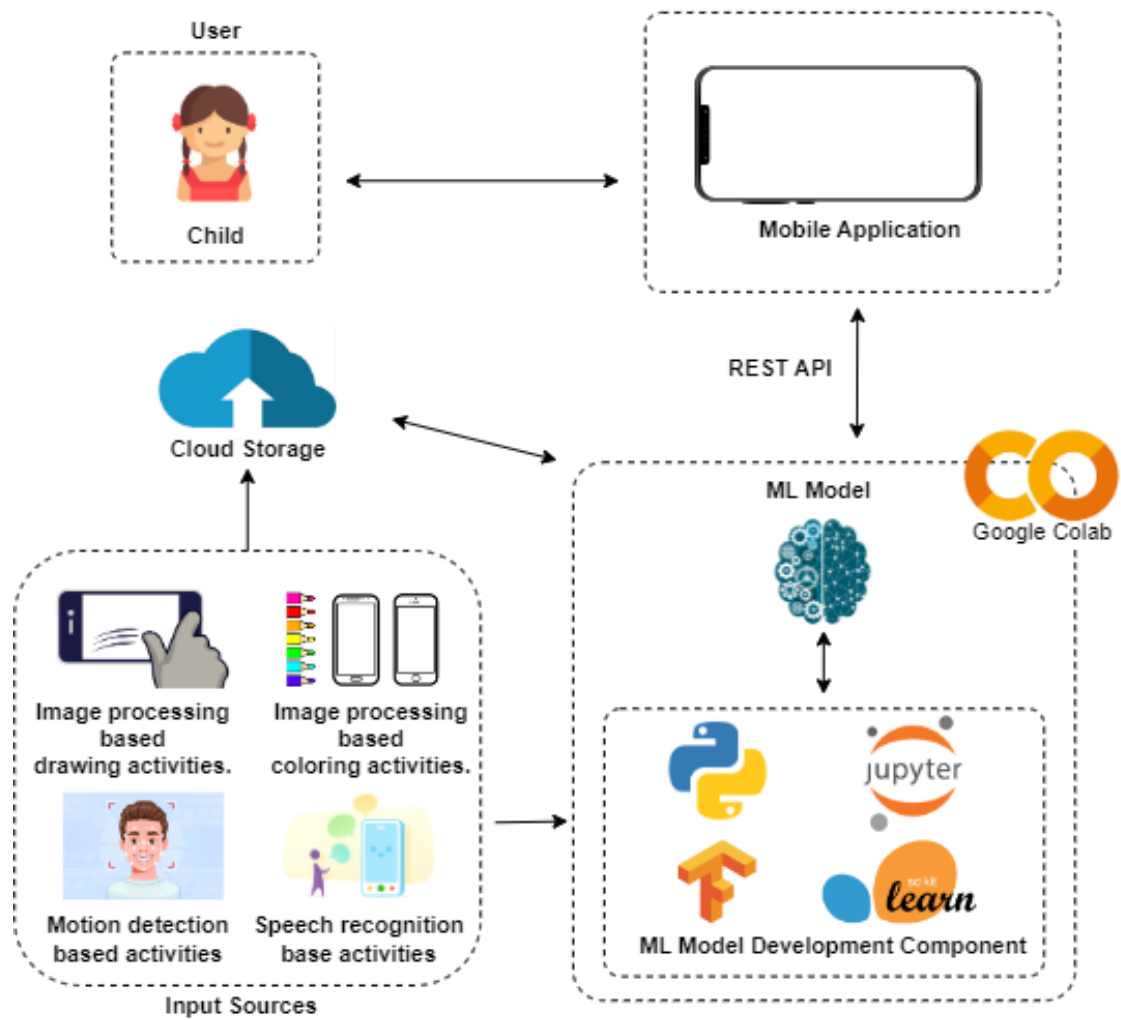 User
Child
Mobile Application
REST API
Cloud Storage
ML Model
Google Colab
Image processing
based
drawing activities.
Image processing
based
coloring activities.
jupyter
Motion detection
based activities
Speech recognition
base activities
scikit
learn
ML Model Development Component
Input Sources